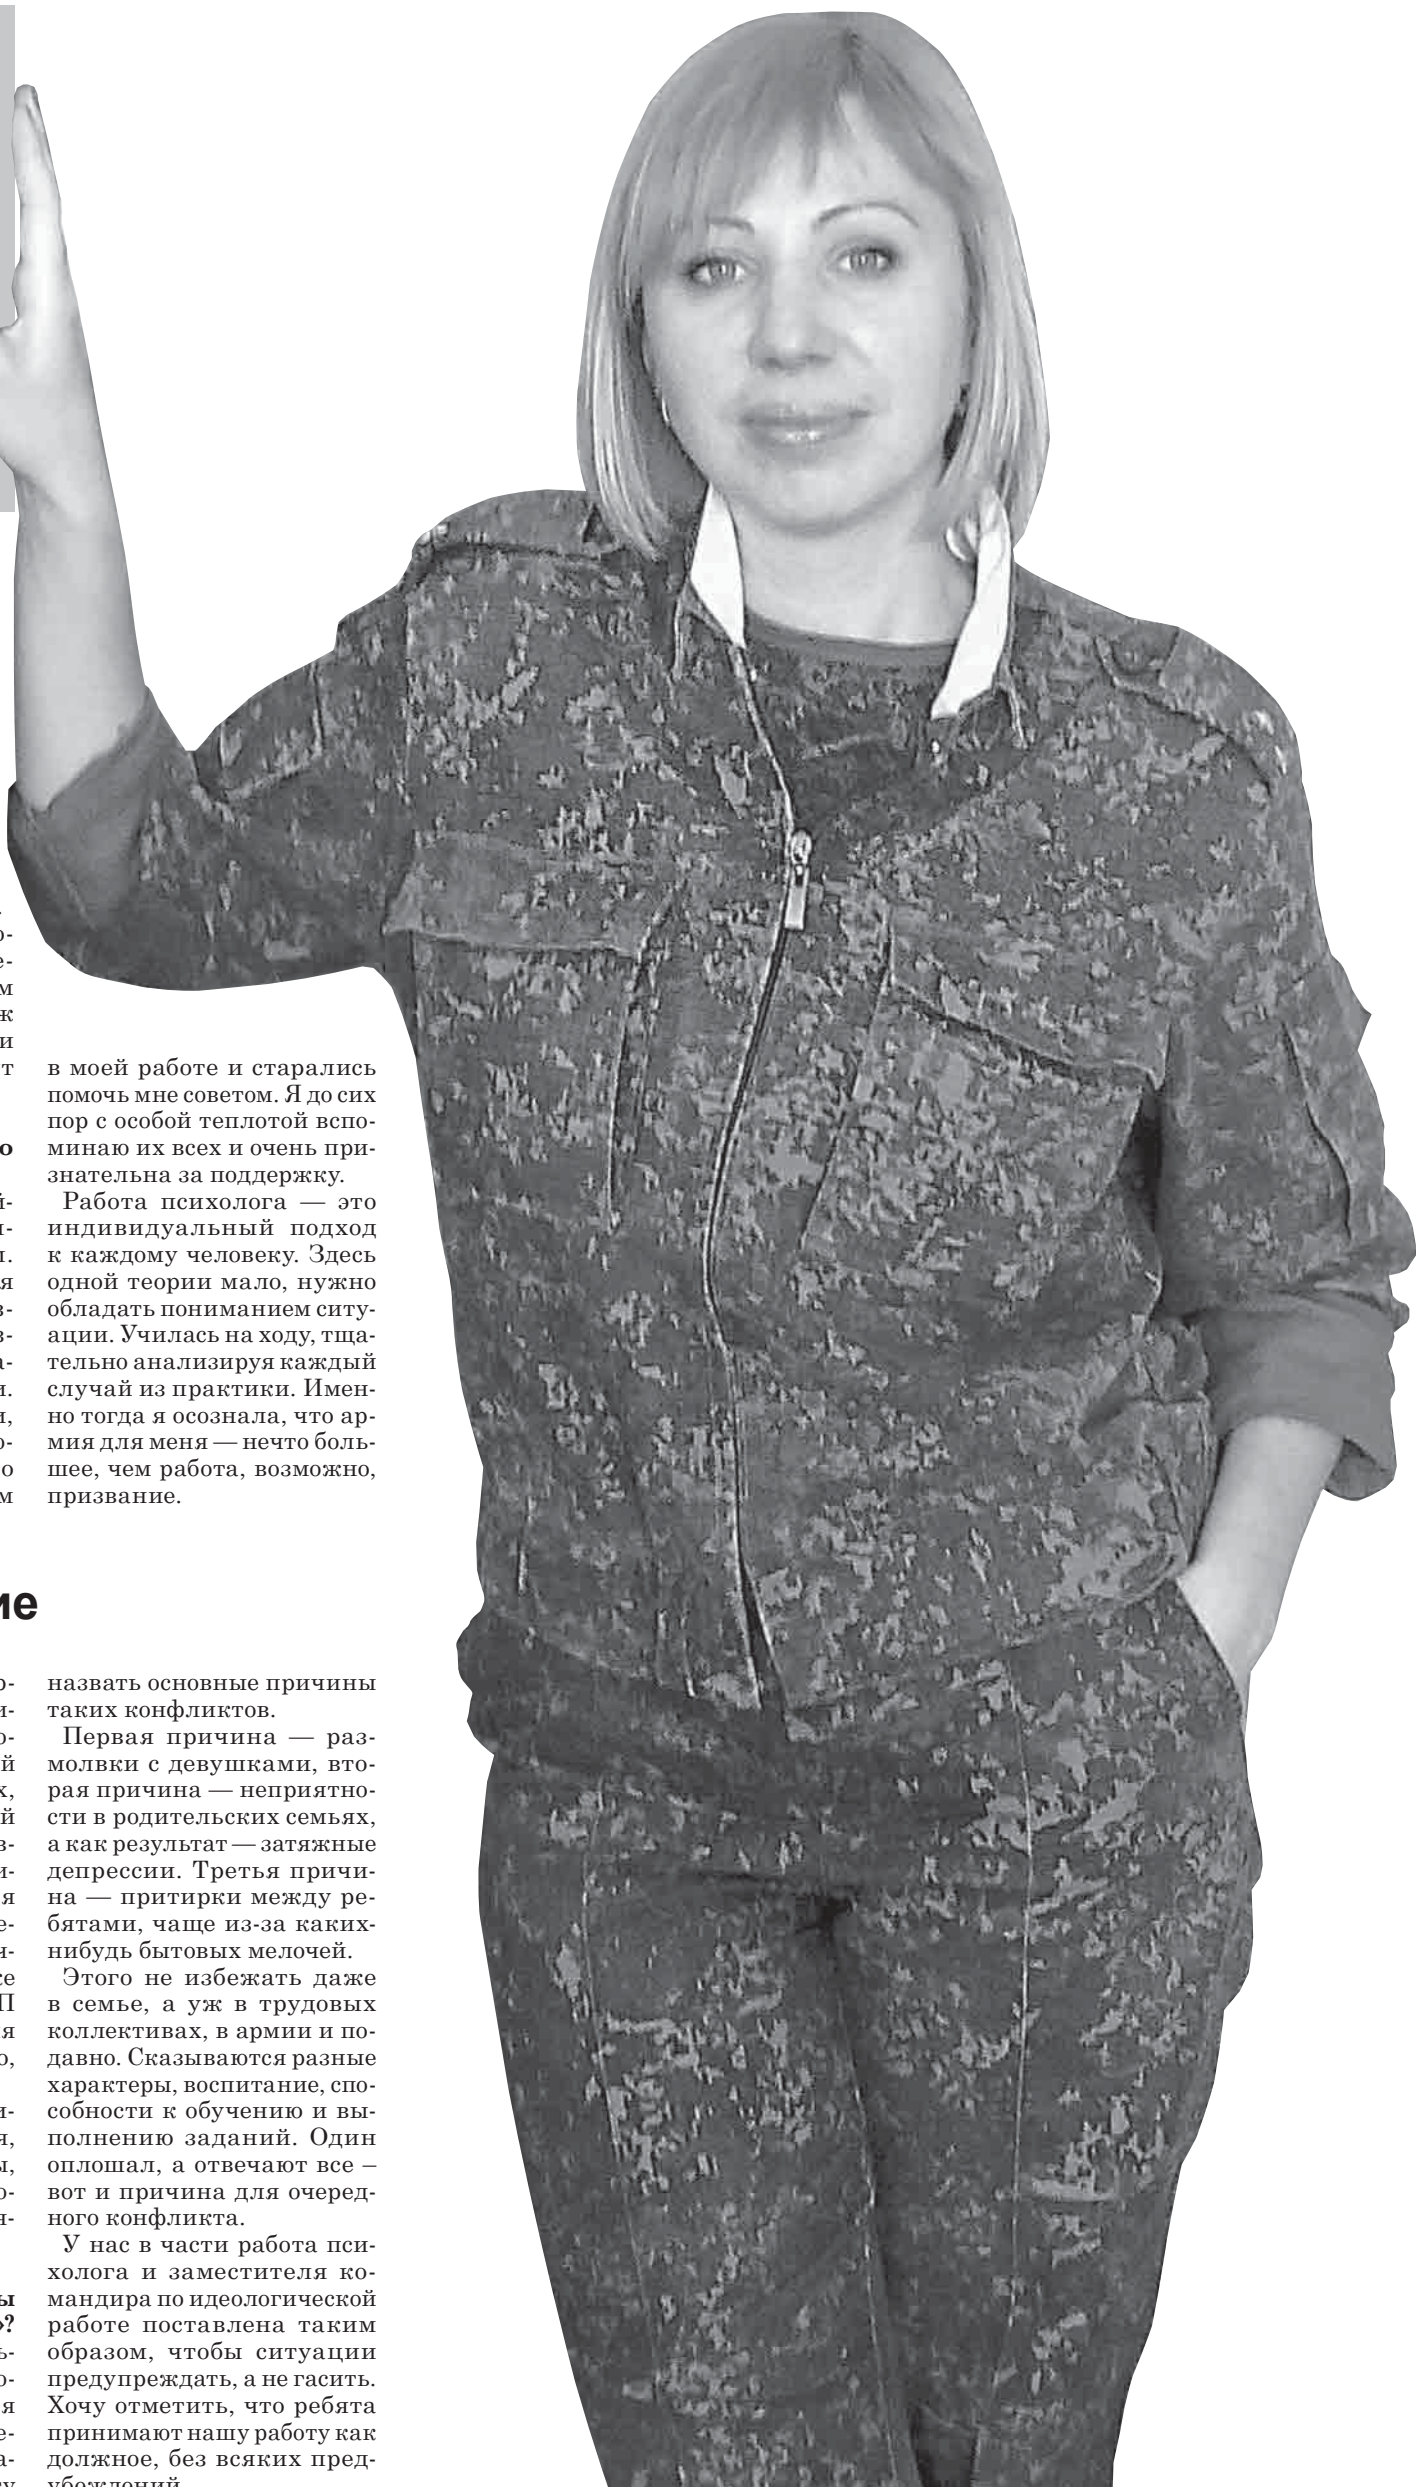 о-
е-
м
ж
и
т
о
й-
я
з-
з-
а-
и.
и,
о-
о
м
в моей работе и старались
помочь мне советом. Я до сих
пор с особой теплотой вспо-
минаю их всех и очень при-
знательна за поддержку.
Работа психолога — это
индивидуальный подход
к каждому человеку. Здесь
одной теории мало, нужно
обладать пониманием ситу-
ации. Училась на ходу, тща-
тельно анализируя каждый
случай из практики. Имен-
но тогда я осознала, что ар-
мия для меня — нечто боль-
шее, чем работа, возможно,
призвание.
ие
й
х,
й
я
е-
се
П
я
о,
ы
»?
я
е-
а-
назвать основные причины
таких конфликтов.
Первая причина — раз-
молвки с девушками, вто-
рая причина — неприятно-
сти в родительских семьях,
а как результат — затяжные
депрессии. Третья причи-
на — притирки между ре-
бятами, чаще из-за каких-
нибудь бытовых мелочей.
Этого не избежать даже
в семье, а уж в трудовых
коллективах, в армии и по-
давно. Сказываются разные
характеры, воспитание, спо-
собности к обучению и вы-
полнению заданий. Один
оплошал, а отвечают все –
вот и причина для очеред-
ного конфликта.
У нас в части работа пси-
холога и заместителя ко-
мандира по идеологической
работе поставлена таким
образом, чтобы ситуации
предупреждать, а не гасить.
Хочу отметить, что ребята
принимают нашу работу как
должное, без всяких пред-
убеждений.